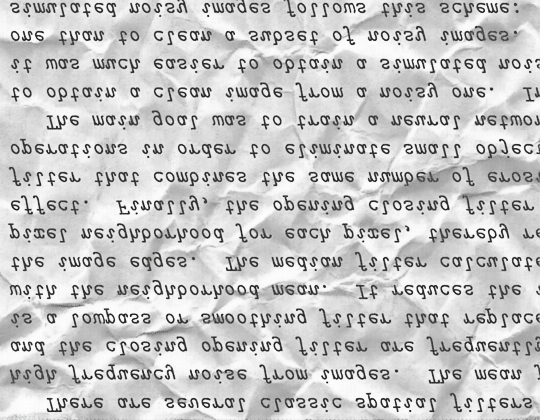 There are several classic spatial filters
high frequency noise from images. The mean f
and the closing opening filter are frequently
is a lowpass or smoothing filter that replace
with the neighborhood mean. It reduces the
the image edges. The median filter calculate
pixel neighborhood for each pixel, thereby re
effect. Finally, the opening closing filter
filter that combines the same number of erosi
operations in order to eliminate small object
The main goal was to train a neural networ
to obtain a clean image from a noisy one. In
it was much easier to obtain a simulated nois
one than to clean a subset of noisy images.
simulated noisy images follows this scheme: